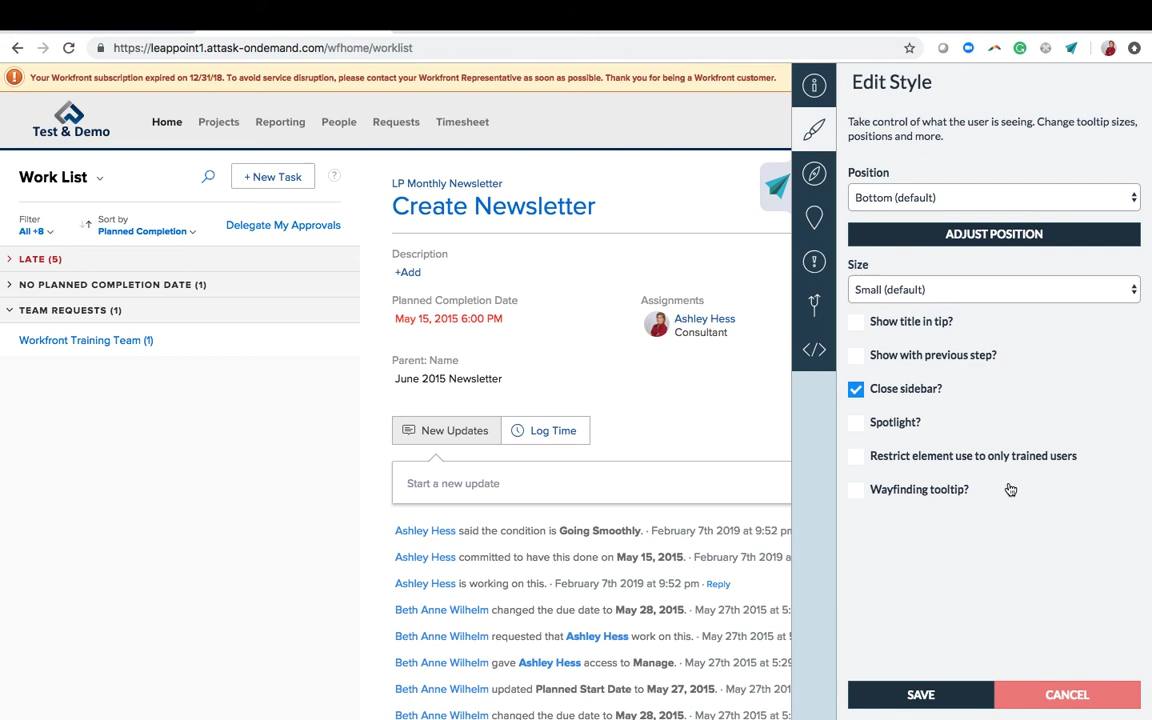 https://leappoint1.attask-ondemand.com/wfhome/worklist
Your Workfront subscription expired on 12/31/18. To avoid service disruption, please contact your Workfront Representative as soon as possible. Thank you for being a Workfront customer.
Test & Demo
Home Projects Reporting People Requests Timesheet
Work List
+ New Task
?
Filter
All +8
Sort by
Planned Completion
Delegate My Approvals
LATE (5)
NO PLANNED COMPLETION DATE (1)
TEAM REQUESTS (1)
Workfront Training Team (1)
LP Monthly Newsletter
Create Newsletter
Description
+Add
Planned Completion Date
May 15, 2015 6:00 PM
Assignments
Ashley Hess
Consultant
Parent: Name
June 2015 Newsletter
New Updates
Log Time
Start a new update
Ashley Hess said the condition is Going Smoothly. · February 7th 2019 at 9:52 pm
Ashley Hess committed to have this done on May 15, 2015. · February 7th 2019 at 9:52 p
Ashley Hess is working on this. · February 7th 2019 at 9:52 pm · Reply
Beth Anne Wilhelm changed the due date to May 28, 2015. · May 27th 2015 at 5:
Beth Anne Wilhelm requested that Ashley Hess work on this. · May 27th 2015 at
Beth Anne Wilhelm gave Ashley Hess access to Manage. · May 27th 2015 at 5:29
Beth Anne Wilhelm updated Planned Start Date to May 27, 2015. · May 27th 2015
Beth Anne Wilhelm changed the due date to May 15, 2015. · May 27th 2015 at 5:
Edit Style
Take control of what the user is seeing. Change tooltip sizes,
positions and more.
Position
Bottom (default)
ADJUST POSITION
Size
Small (default)
Show title in tip?
Show with previous step?
Close sidebar?
Spotlight?
Restrict element use to only trained users
Wayfinding tooltip?
SAVE
CANCEL